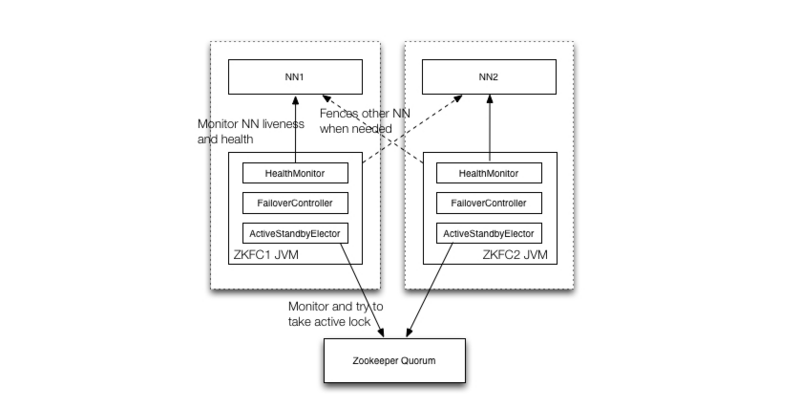 NN1
NN2
Monitor NN liveness
and health
Fences other NN
when needed
HealthMonitor
FailoverController
ActiveStandbyElector
ZKFC1 JVM
HealthMonitor
FailoverController
ActiveStandbyElector
ZKFC2 JVM
Monitor and try to
take active lock
Zookeeper Quorum